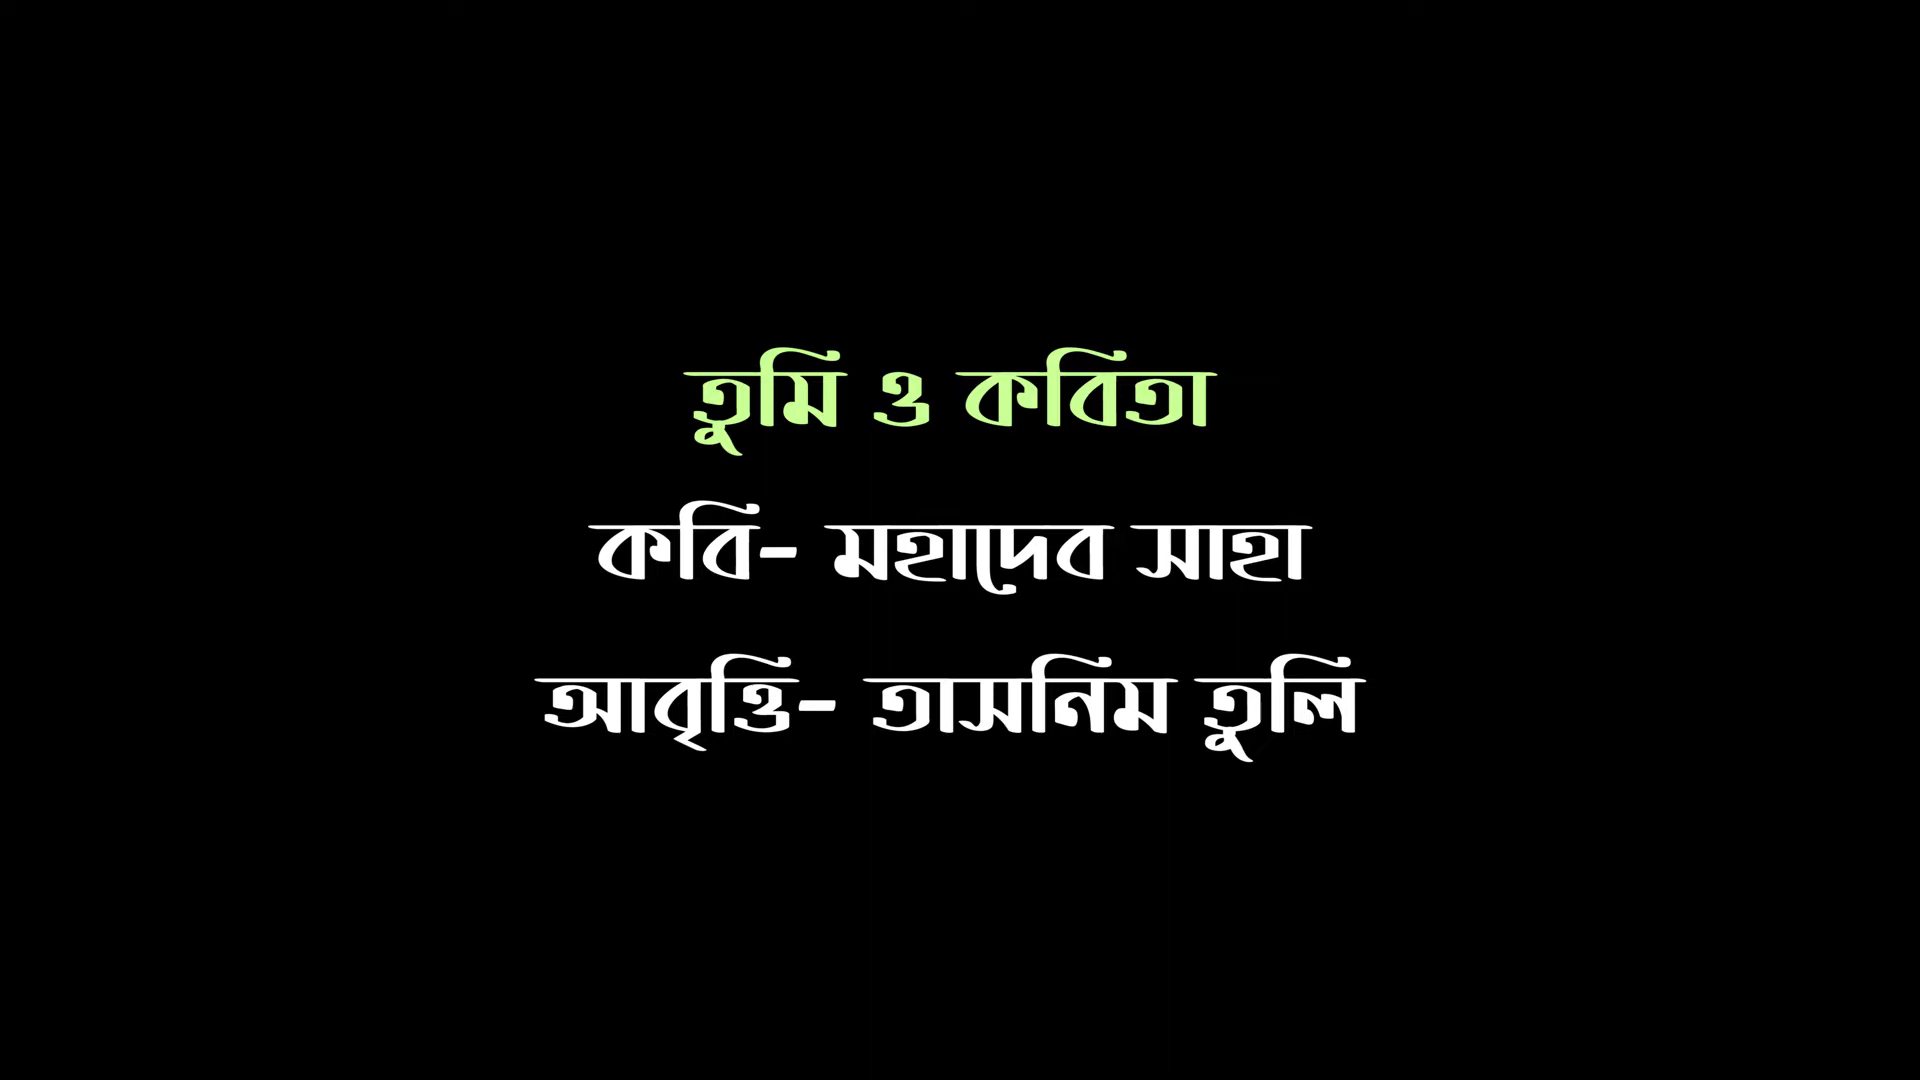 তুমি ও কবিতা
কবি- মহাদেব সাহা
আবৃত্তি- তাসনিম তুলি